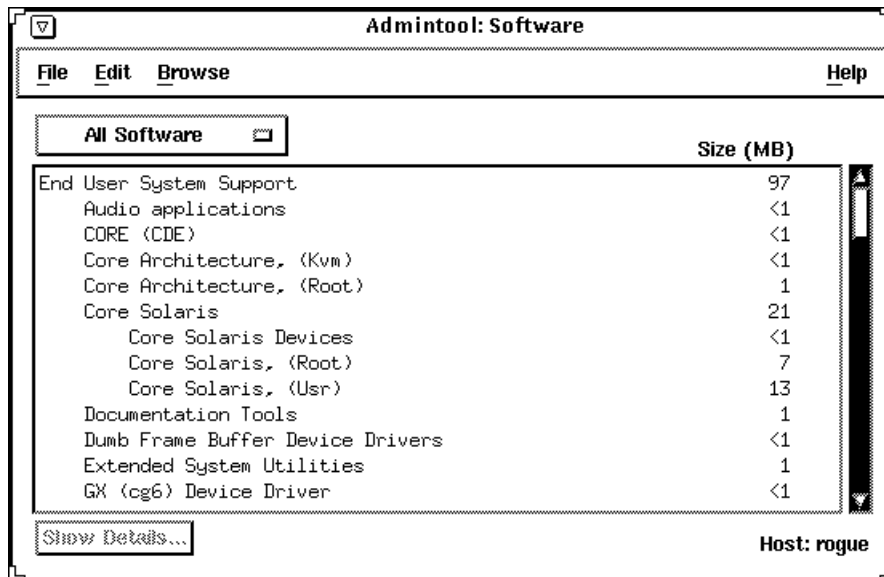 Admintool: Software
File Edit Browse Help
All Software
Size (MB)
End User System Support 97
Audio applications <1
CORE (CDE) <1
Core Architecture, (Kvm) <1
Core Architecture, (Root) 1
Core Solaris 21
Core Solaris Devices <1
Core Solaris, (Root) 7
Core Solaris, (Usr) 13
Documentation Tools 1
Dumb Frame Buffer Device Drivers <1
Extended System Utilities 1
GX (cg6) Device Driver <1
Show Details...
Host: rogue